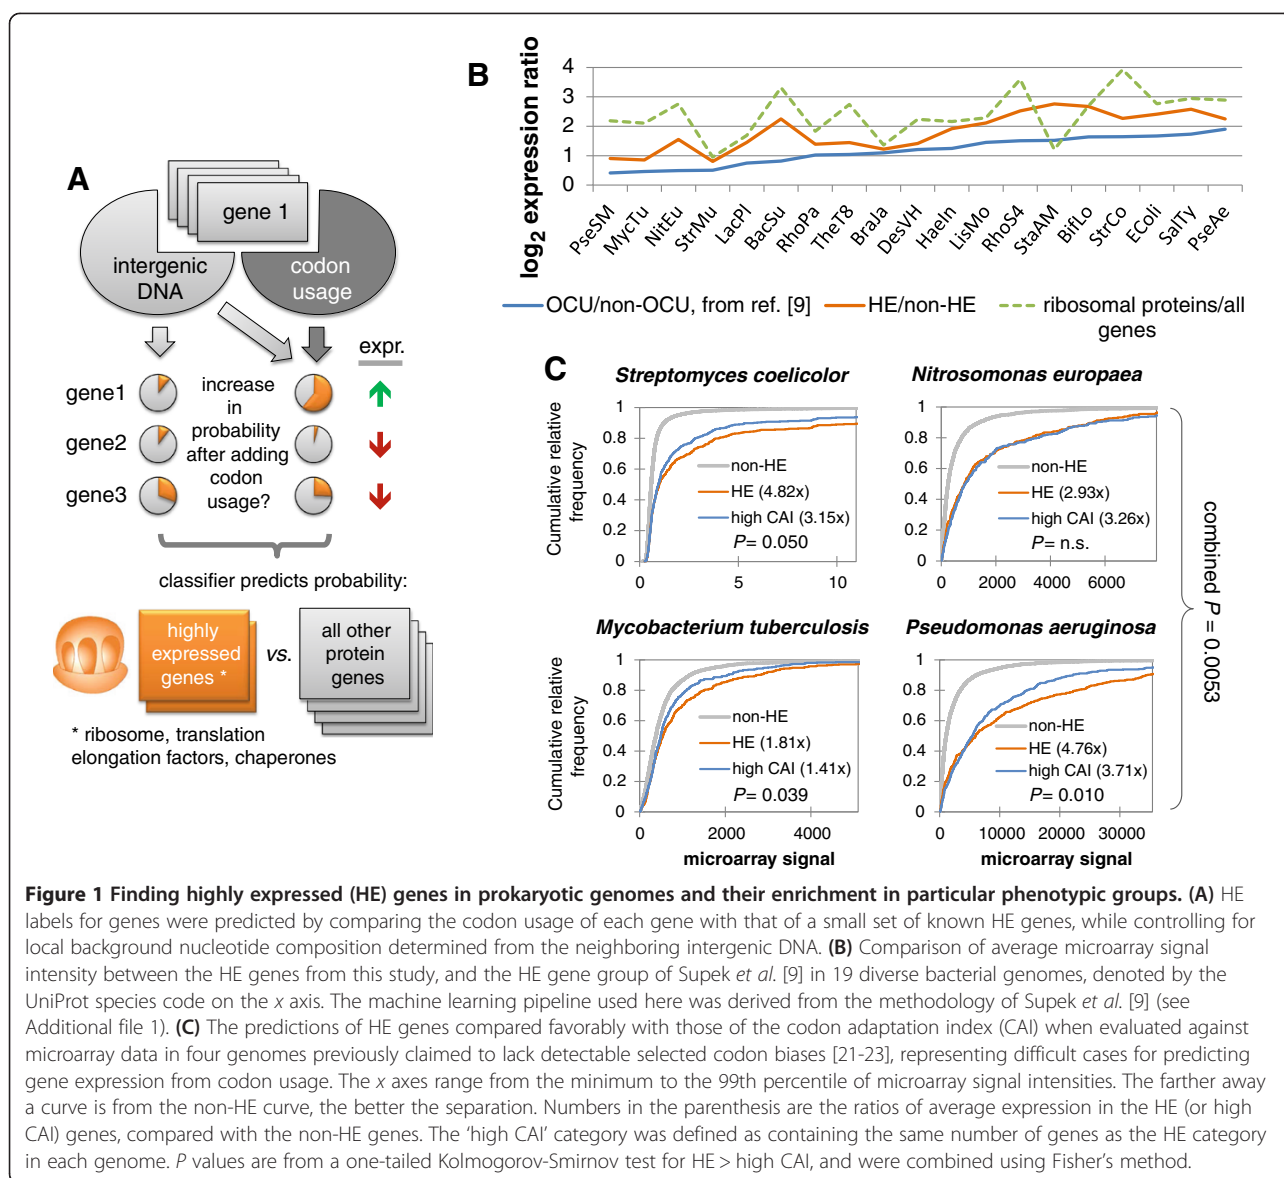 A
gene 1
intergenic
DNA
codon
usage
expr.
gene1
gene2
gene3
increase
in
probability
after adding
codon
usage?
classifier predicts probability:
highly
expressed
genes *
vs.
all other
protein
genes
* ribosome, translation
elongation factors, chaperones
B
log2 expression ratio
4
3
2
1
0
PseSM
MycTu
NitEu
StrMu
LacPl
BacSu
RhoPa
TheT8
BraJa
DesVH
HaeIn
LisMo
RhoS4
StaAM
BifLo
StrCo
EColi
SalTy
PseAe
OCU/non-OCU, from ref. [9]
HE/non-HE
ribosomal proteins/all
genes
C
Streptomyces coelicolor
Cumulative relative
frequency
1
0.8
0.6
0.4
0.2
0
non-HE
HE (4.82x)
high CAI (3.15x)
P= 0.050
0 5 10
Nitrosomonas europaea
1
0.8
0.6
0.4
0.2
0
non-HE
HE (2.93x)
high CAI (3.26x)
P= n.s.
0 2000 4000 6000
Mycobacterium tuberculosis
Cumulative relative
frequency
1
0.8
0.6
0.4
0.2
0
non-HE
HE (1.81x)
high CAI (1.41x)
P= 0.039
0 2000 4000
microarray signal
Pseudomonas aeruginosa
1
0.8
0.6
0.4
0.2
0
non-HE
HE (4.76x)
high CAI (3.71x)
P= 0.010
0 10000 20000 30000
microarray signal
combined P = 0.0053
Figure 1 Finding highly expressed (HE) genes in prokaryotic genomes and their enrichment in particular phenotypic groups. (A) HE
labels for genes were predicted by comparing the codon usage of each gene with that of a small set of known HE genes, while controlling for
local background nucleotide composition determined from the neighboring intergenic DNA. (B) Comparison of average microarray signal
intensity between the HE genes from this study, and the HE gene group of Supek et al. [9] in 19 diverse bacterial genomes, denoted by the
UniProt species code on the x axis. The machine learning pipeline used here was derived from the methodology of Supek et al. [9] (see
Additional file 1). (C) The predictions of HE genes compared favorably with those of the codon adaptation index (CAI) when evaluated against
microarray data in four genomes previously claimed to lack detectable selected codon biases [21-23], representing difficult cases for predicting
gene expression from codon usage. The x axes range from the minimum to the 99th percentile of microarray signal intensities. The farther away
a curve is from the non-HE curve, the better the separation. Numbers in the parenthesis are the ratios of average expression in the HE (or high
CAI) genes, compared with the non-HE genes. The ‘high CAI’ category was defined as containing the same number of genes as the HE category
in each genome. P values are from a one-tailed Kolmogorov-Smirnov test for HE > high CAI, and were combined using Fisher’s method.